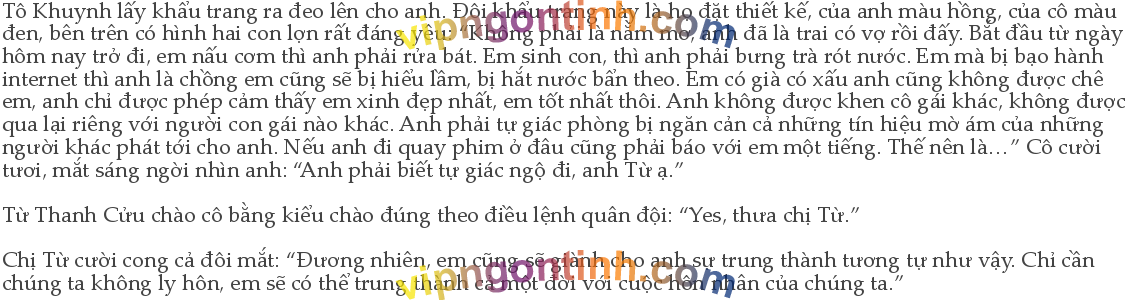 Tô Khuynh lấy khẩu trang ra đeo lên cho anh. Đôi khẩu trang này là họ đặt thiết kế, của anh màu hồng, của cô màu
đen, bên trên có hình hai con lợn rất đáng yêu: "Không phải là nằm mơ, anh đã là trai có vợ rồi đấy. Bắt đầu từ ngày
hôm nay trở đi, em nấu cơm thì anh phải rửa bát. Em sinh con, thì anh phải bưng trà rót nước. Em mà bị bạo hành
internet thì anh là chồng em cũng sẽ bị hiểu lầm, bị hắt nước bẩn theo. Em có già có xấu anh cũng không được chê
em, anh chỉ được phép cảm thấy em xinh đẹp nhất, em tốt nhất thôi. Anh không được khen cô gái khác, không được
qua lại riêng với người con gái nào khác. Anh phải tự giác phòng bị ngăn cản cả những tín hiệu mờ ám của những
người khác phát tới cho anh. Nếu anh đi quay phim ở đâu cũng phải báo với em một tiếng. Thế nên là…" Cô cười
tươi, mắt sáng ngời nhìn anh: "Anh phải biết tự giác ngộ đi, anh Từ ạ."
Từ Thanh Cửu chào cô bằng kiểu chào đúng theo điều lệnh quân đội: "Yes, thưa chị Từ."
Chị Từ cười cong cả đôi mắt: "Đương nhiên, em cũng sẽ giành cho anh sự trung thành tương tự như vậy. Chỉ cần
chúng ta không ly hôn, em sẽ có thể trung thành cả một đời với cuộc hôn nhân của chúng ta."
vipngontinh.com
vipngontinh.com